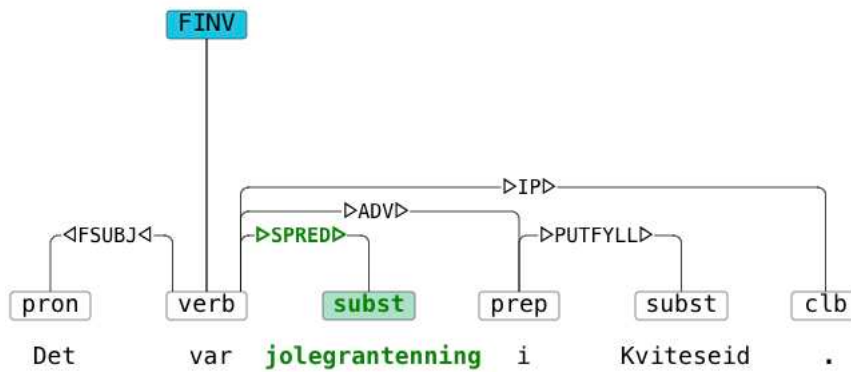 FINV
▷IP▷
▷ADV▷
◁FSUBJ◁ ▷SPRED▷ ▷PUTFYLL▷
pron verb subst prep subst clb
Det var jolegrantenning i Kviteseid .